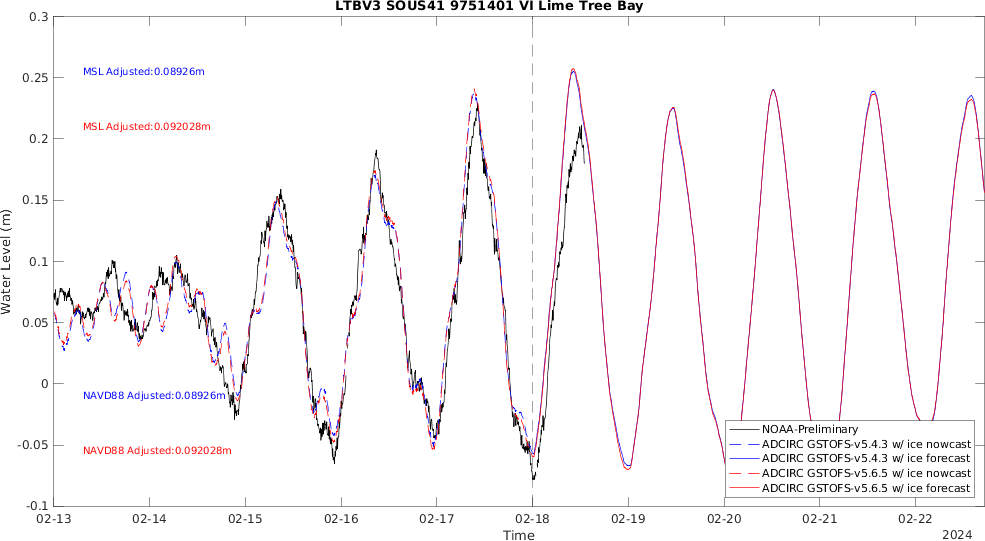 LTBV3 SOUS41 9751401 VI Lime Tree Bay
0.3
0.25
0.2
0.15
0.1
0.05
0
-0.05
-0.1
Water Level (m)
MSL Adjusted:0.08926m
MSL Adjusted:0.092028m
NAVD88 Adjusted:0.08926m
NAVD88 Adjusted:0.092028m
NOAA-Preliminary
ADCIRC GSTOFS-v5.4.3 w/ ice nowcast
ADCIRC GSTOFS-v5.4.3 w/ ice forecast
ADCIRC GSTOFS-v5.6.5 w/ ice nowcast
ADCIRC GSTOFS-v5.6.5 w/ ice forecast
02-13 02-14 02-15 02-16 02-17 02-18 02-19 02-20 02-21 02-22
Time
2024